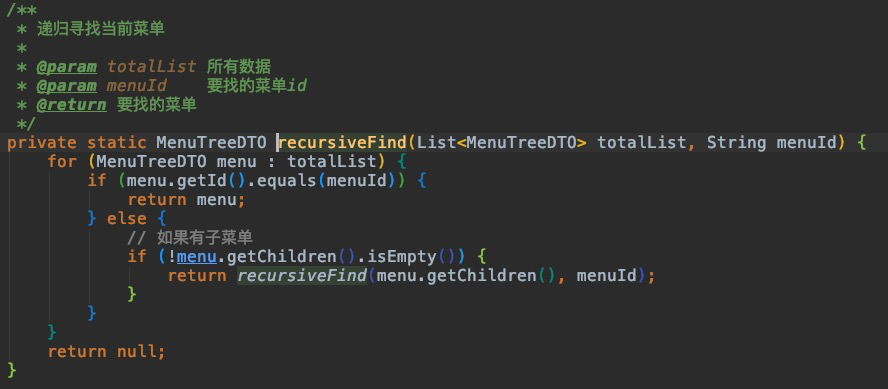 /**
 * 递归寻找当前菜单
 *
 * @param totalList 所有数据
 * @param menuId    要找的菜单id
 * @return 要找的菜单
 */
private static MenuTreeDTO recursiveFind(List<MenuTreeDTO> totalList, String menuId) {
    for (MenuTreeDTO menu : totalList) {
        if (menu.getId().equals(menuId)) {
            return menu;
        } else {
            // 如果有子菜单
            if (!menu.getChildren().isEmpty()) {
                return recursiveFind(menu.getChildren(), menuId);
            }
        }
    }
    return null;
}